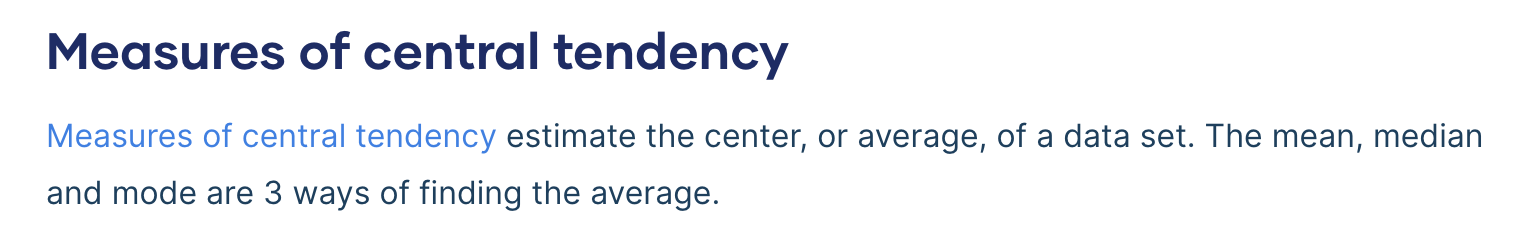 Measures of central tendency
Measures of central tendency estimate the center, or average, of a data set. The mean, median
and mode are 3 ways of finding the average.